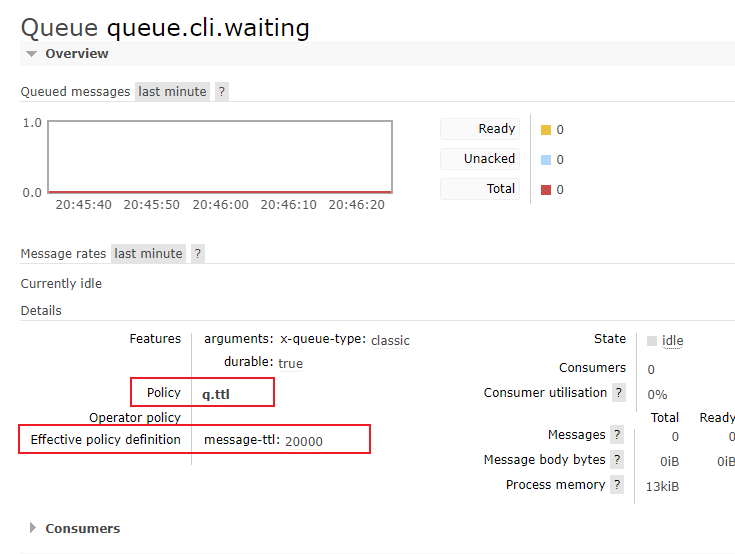 Queue queue.cli.waiting
Overview
Queued messages last minute ?
1.0
0.0
20:45:40 20:45:50 20:46:00 20:46:10 20:46:20
Ready 0
Unacked 0
Total 0
Message rates last minute ?
Currently idle
Details
Features arguments: x-queue-type: classic
durable: true
Policy q.ttl
Operator policy
Effective policy definition message-ttl: 20000
State idle
Consumers 0
Consumer utilisation ? 0%
Total Ready
Messages ? 0 0
Message body bytes ? 0iB 0iB
Process memory ? 13kiB
Consumers